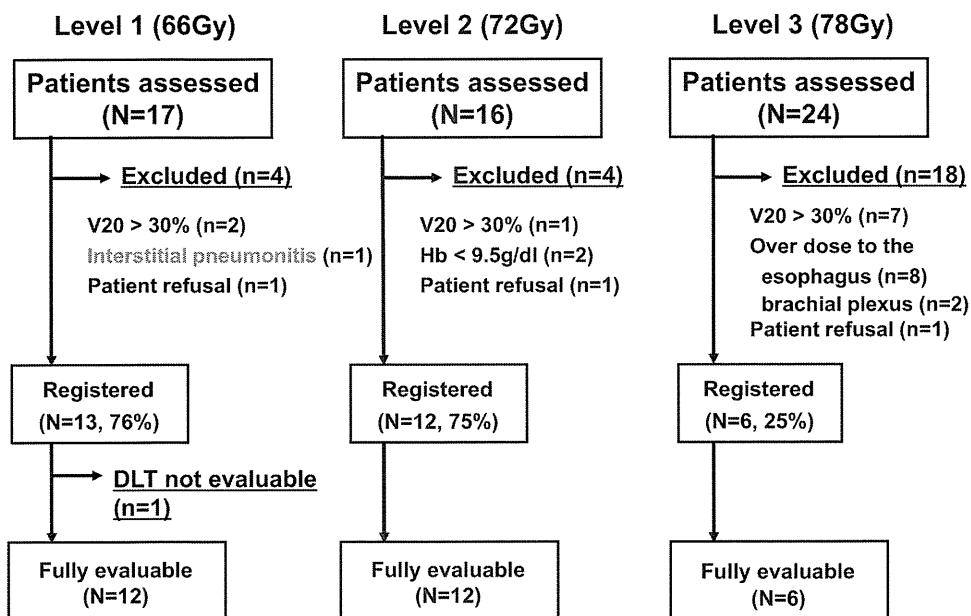 Level 1 (66Gy)
Patients assessed
(N=17)
Excluded (n=4)
V20 > 30% (n=2)
Interstitial pneumonitis (n=1)
Patient refusal (n=1)
Registered
(N=13, 76%)
DLT not evaluable
(n=1)
Fully evaluable
(N=12)
Level 2 (72Gy)
Patients assessed
(N=16)
Excluded (n=4)
V20 > 30% (n=1)
Hb < 9.5g/dl (n=2)
Patient refusal (n=1)
Registered
(N=12, 75%)
Fully evaluable
(N=12)
Level 3 (78Gy)
Patients assessed
(N=24)
Excluded (n=18)
V20 > 30% (n=7)
Over dose to the
esophagus (n=8)
brachial plexus (n=2)
Patient refusal (n=1)
Registered
(N=6, 25%)
Fully evaluable
(N=6)